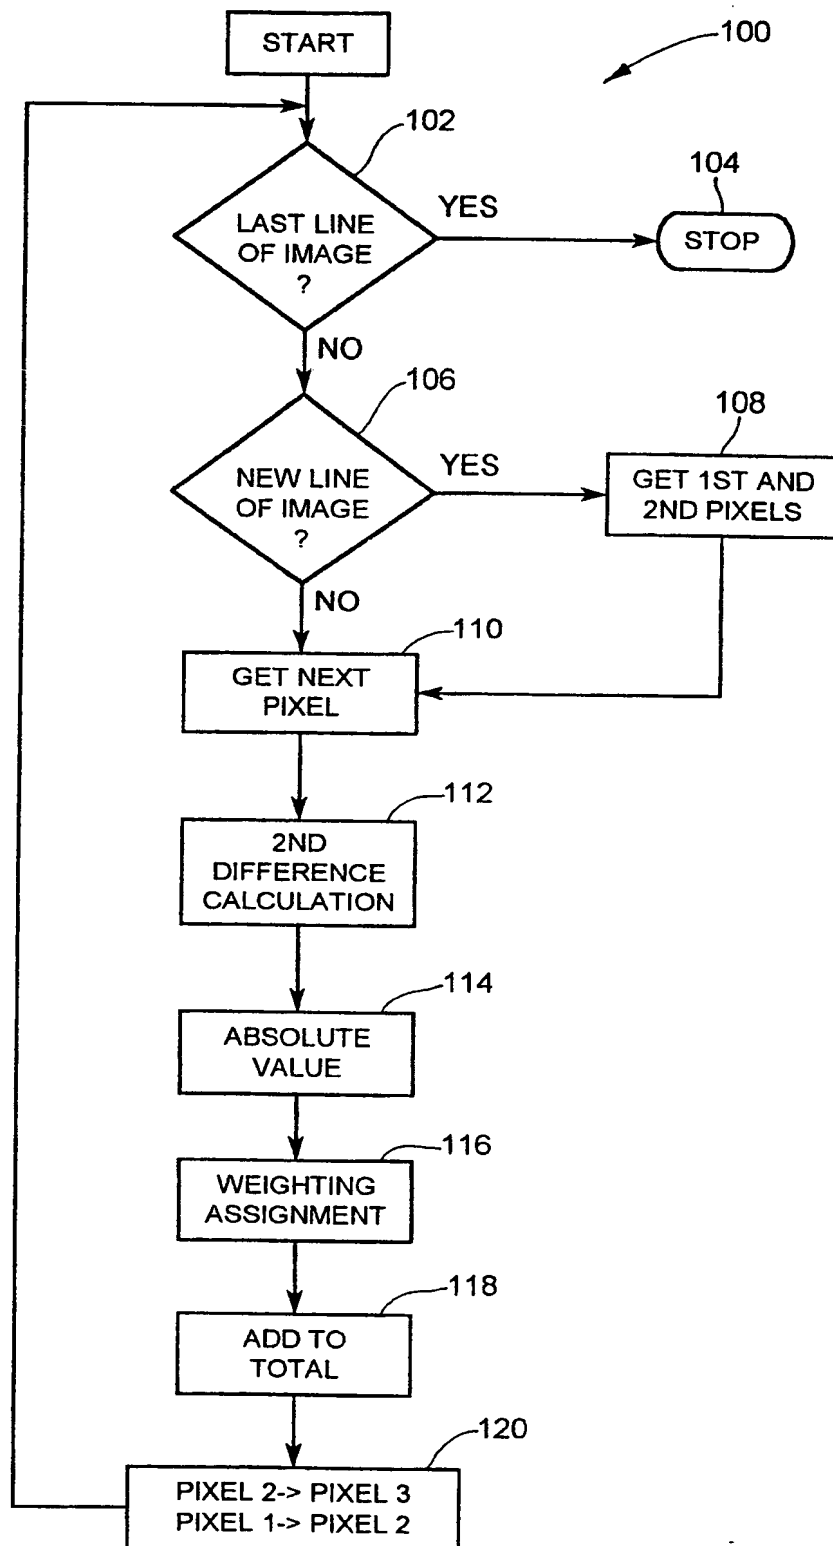 START
100
102
LAST LINE
OF IMAGE
?
YES
104
STOP
NO
106
NEW LINE
OF IMAGE
?
YES
108
GET 1ST AND
2ND PIXELS
NO
110
GET NEXT
PIXEL
112
2ND
DIFFERENCE
CALCULATION
114
ABSOLUTE
VALUE
116
WEIGHTING
ASSIGNMENT
118
ADD TO
TOTAL
120
PIXEL 2-> PIXEL 3
PIXEL 1-> PIXEL 2